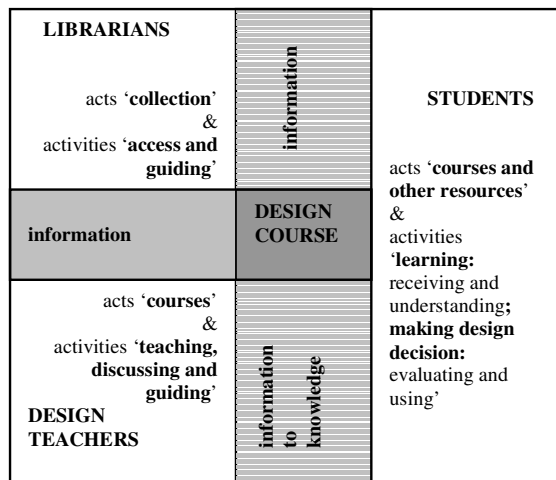 LIBRARIANS
acts ‘collection’
&
activities ‘access and
guiding’
information
STUDENTS
acts ‘courses and
other resources’
&
activities
‘learning:
receiving and
understanding;
making design
decision:
evaluating and
using’
information
DESIGN
COURSE
acts ‘courses’
&
activities ‘teaching,
discussing and
guiding’
DESIGN
TEACHERS
information
to
knowledge